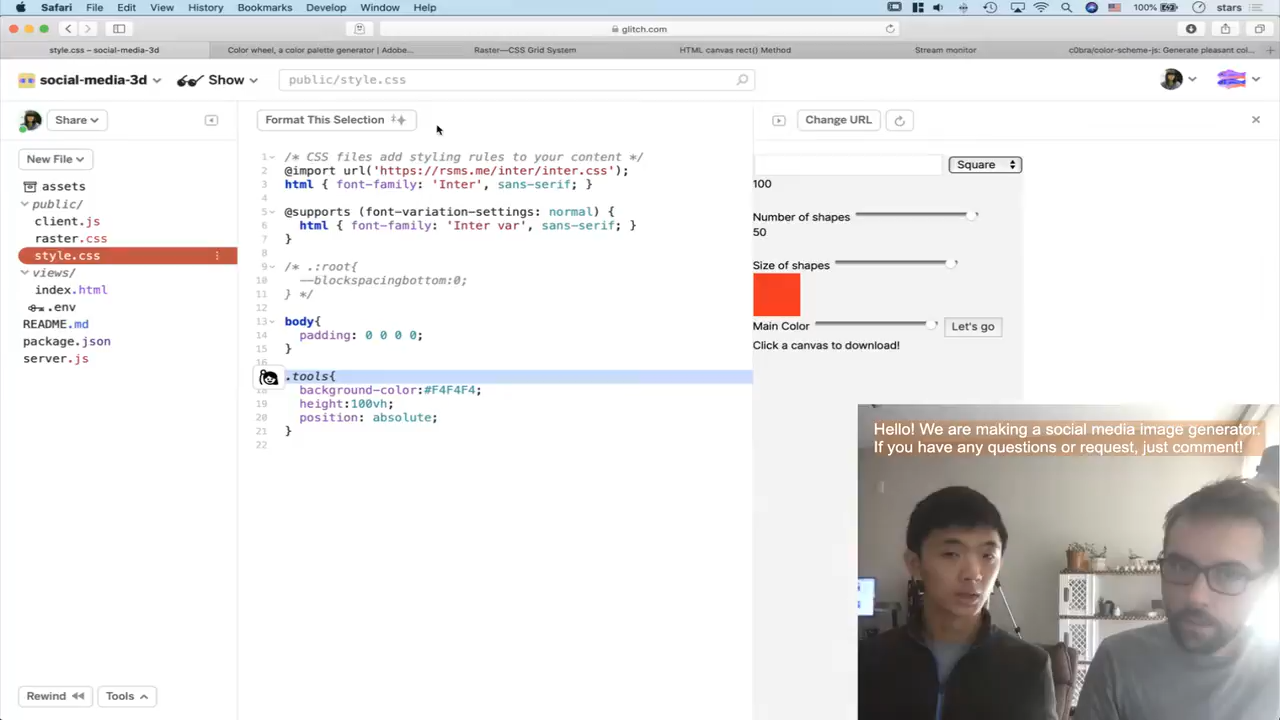 Safari File Edit View History Bookmarks Develop Window Help 100% stars
glitch.com
style.css – social-media-3d Color wheel, a color palette generator | Adobe... Raster—CSS Grid System HTML canvas rect() Method Stream monitor c0bra/color-scheme-js: Generate pleasant col...
social-media-3d Show public/style.css
Share Format This Selection Change URL
New File
assets
public/
client.js
raster.css
style.css
views/
index.html
.env
README.md
package.json
server.js
Rewind Tools
1 /* CSS files add styling rules to your content */
2 @import url('https://rsms.me/inter/inter.css');
3 html { font-family: 'Inter', sans-serif; }
4
5 @supports (font-variation-settings: normal) {
6 html { font-family: 'Inter var', sans-serif; }
7 }
8
9 /* .:root{
10 --blockspacingbottom:0;
11 } */
12
13 body{
14 padding: 0 0 0 0;
15 }
16
.tools{
18 background-color:#F4F4F4;
19 height:100vh;
20 position: absolute;
21 }
22
Square
100
Number of shapes
50
Size of shapes
Main Color Let's go
Click a canvas to download!
Hello! We are making a social media image generator.
If you have any questions or request, just comment!